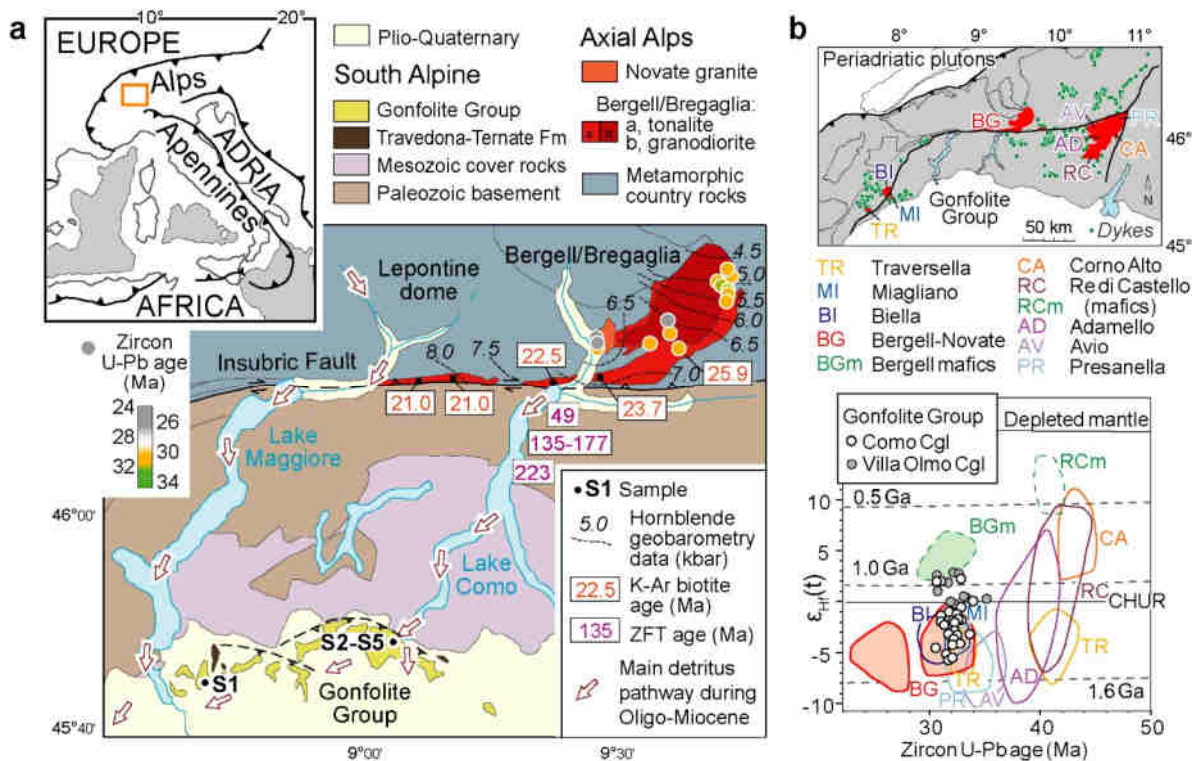 a
10°
20°
EUROPE
Alps
ADRIA
Apennines
AFRICA
Plio-Quaternary
South Alpine
Gonfolite Group
Travedona-Ternate Fm
Mesozoic cover rocks
Paleozoic basement
Axial Alps
Novate granite
Bergell/Bregaglia:
a, tonalite
b, granodiorite
Metamorphic
country rocks
Zircon
U-Pb age
(Ma)
24
26
28
30
32
34
Lepontine
dome
Bergell/Bregaglia
Insubric Fault
8.0
7.5
6.5
4.5
5.0
5.5
6.0
6.5
7.0
22.5
25.9
21.0
21.0
23.7
49
135-177
223
Lake
Maggiore
Lake
Como
46°00'
45°40'
S2-S5
S1
Gonfolite
Group
9°00'
9°30'
S1 Sample
5.0 Hornblende
geobarometry
data (kbar)
22.5 K-Ar biotite
age (Ma)
135 ZFT age (Ma)
Main detritus
pathway during
Oligo-Miocene
b
7°
8°
9°
10°
11°
Periadriatic plutons
BG
AV
PR
46°
AD
CA
RC
BI
MI
TR
Gonfolite
Group
N
50 km
Dykes
45°
TR Traversella
MI Miagliano
BI Biella
BG Bergell-Novate
BGm Bergell mafics
CA Corno Alto
RC Re di Castello
RCm (mafics)
AD Adamello
AV Avio
PR Presanella
Gonfolite Group
Como Cgl
Villa Olmo Cgl
Depleted mantle
RCm
10
0.5 Ga
BGm
CA
5
1.0 Ga
0
BI
MI
RC
CHUR
-5
BG
TR
PR
AV
AD
TR
1.6 Ga
-10
εHf(t)
30
40
50
Zircon U-Pb age (Ma)